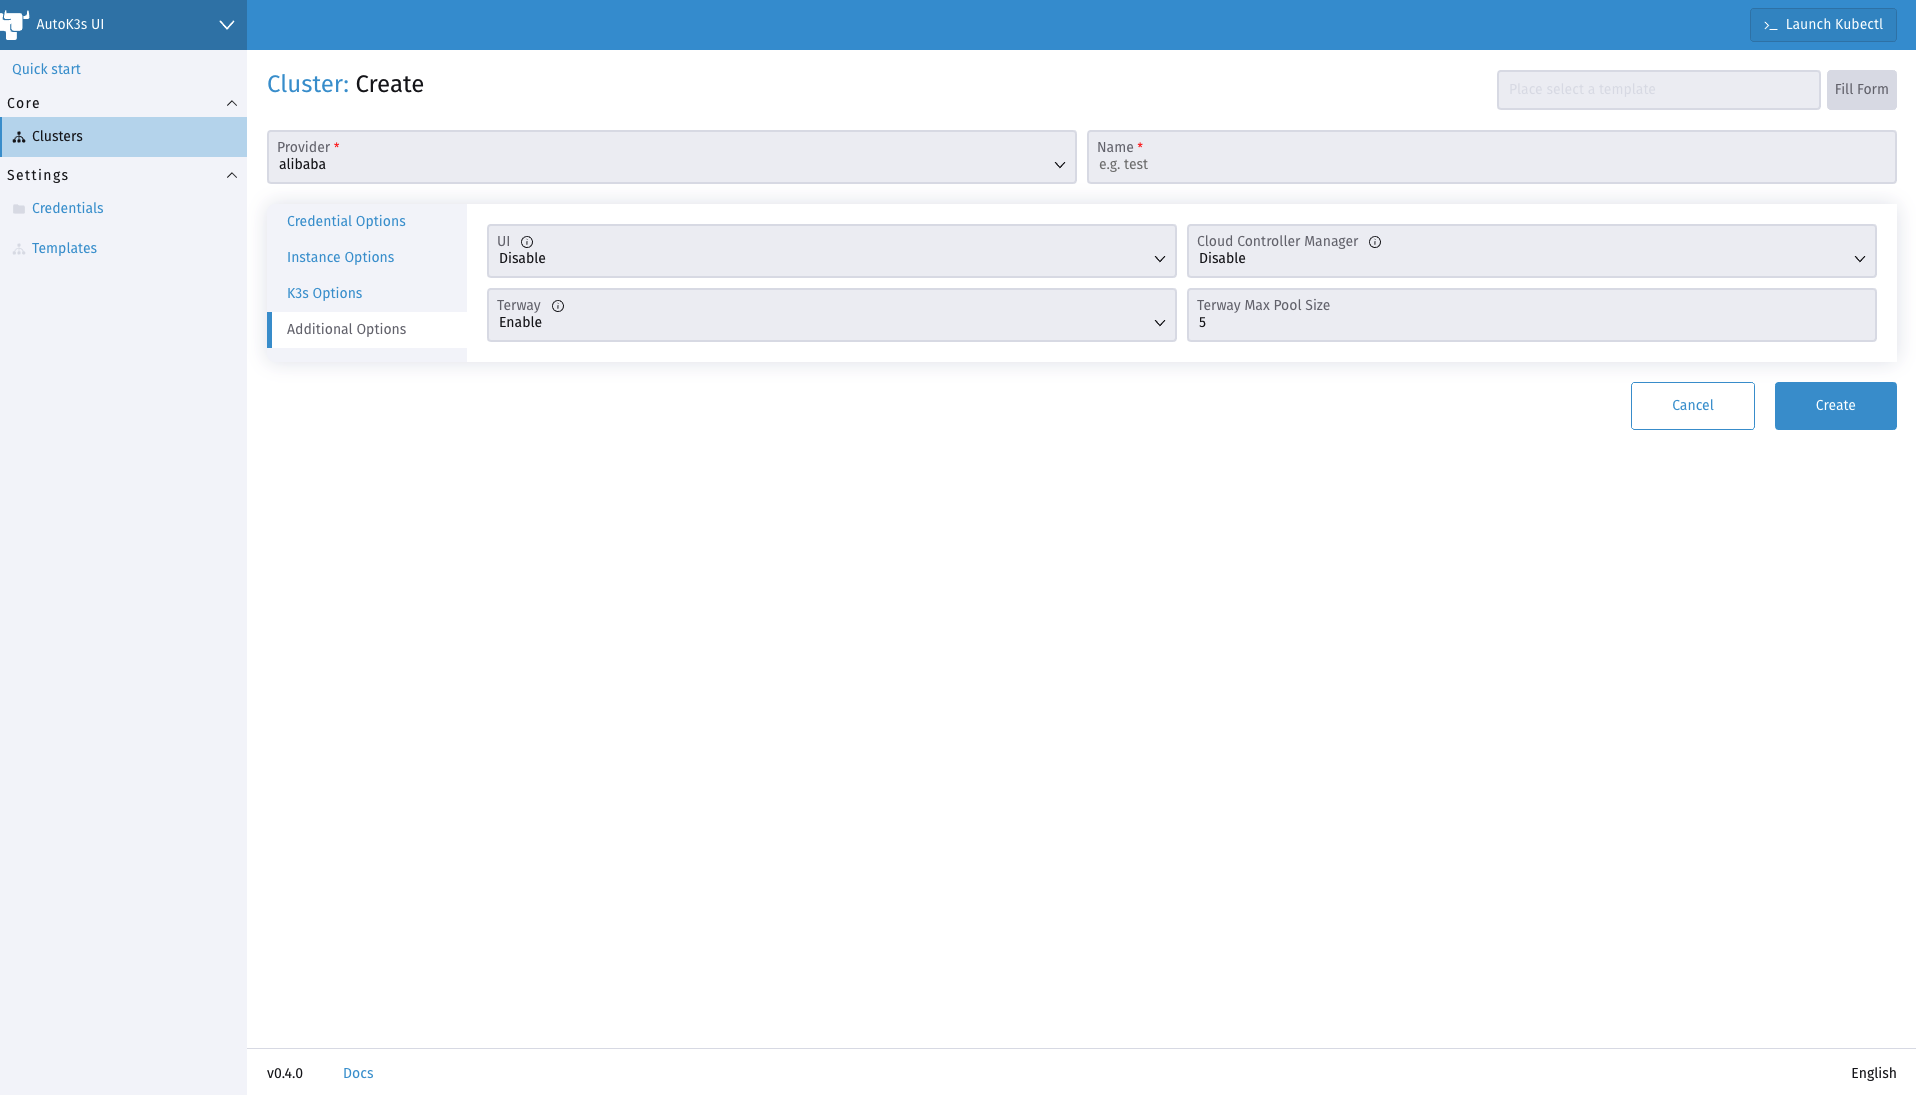 AutoK3s UI
>_ Launch Kubectl
Quick start
Core
Clusters
Settings
Credentials
Templates
Cluster: Create
Place select a template
Fill Form
Provider *
alibaba
Name *
e.g. test
Credential Options
Instance Options
K3s Options
Additional Options
UI
Disable
Cloud Controller Manager
Disable
Terway
Enable
Terway Max Pool Size
5
Cancel
Create
v0.4.0
Docs
English